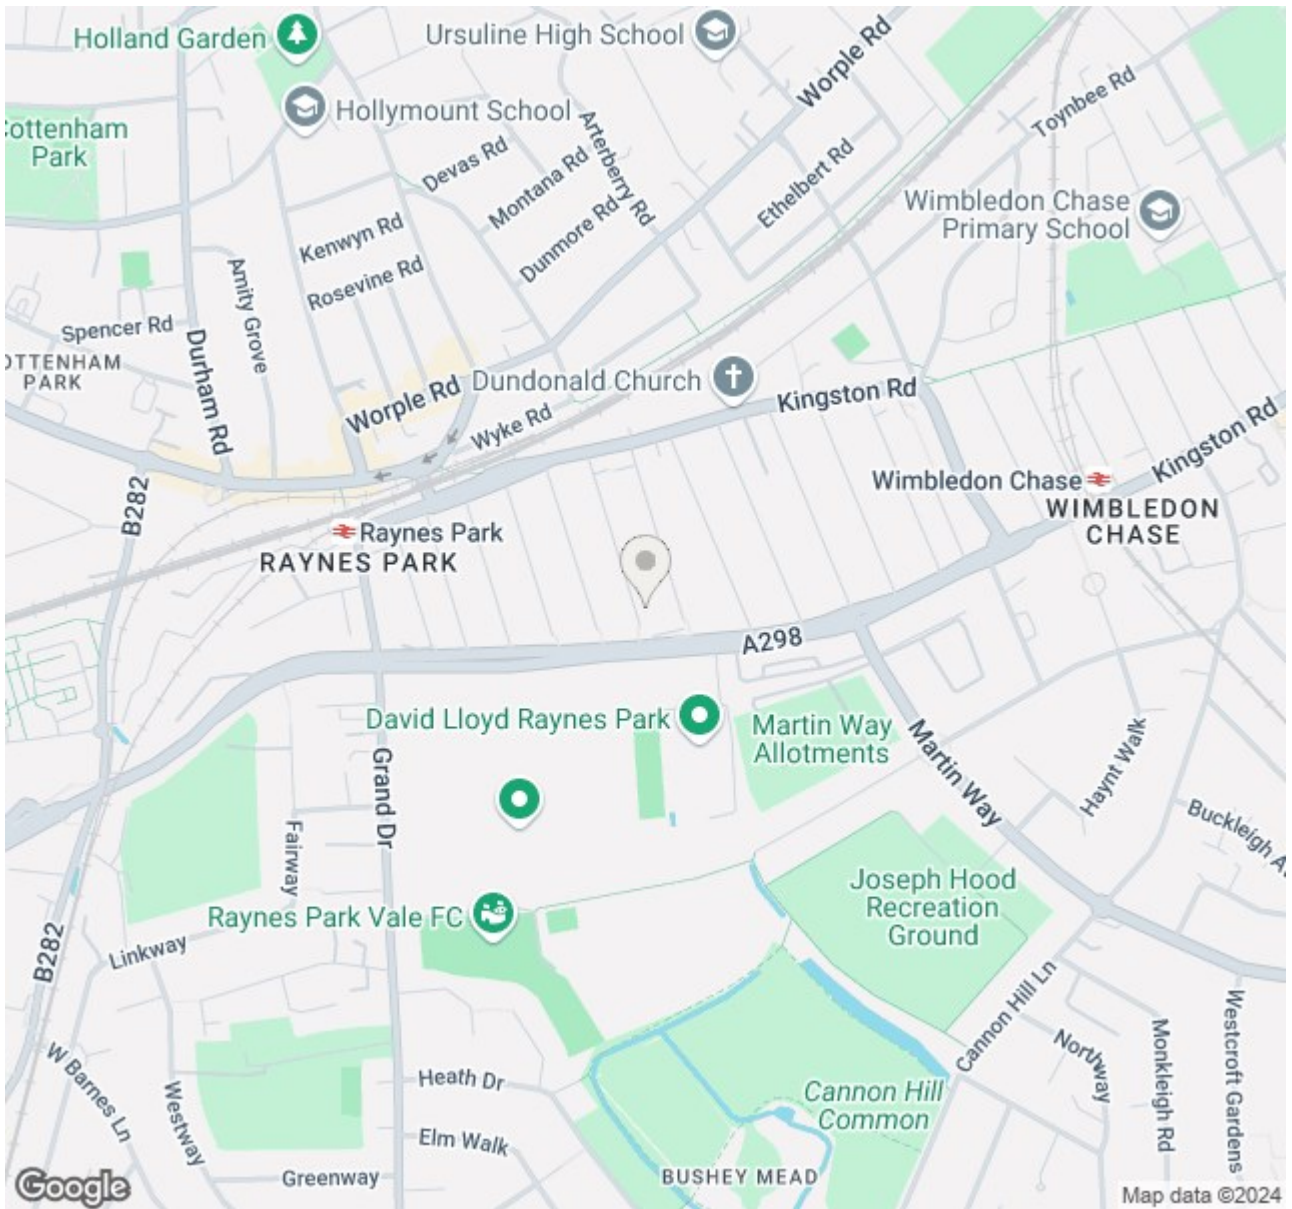 Holland Garden
Ursuline High School
Worple Rd
Hollymount School
Toynbee Rd
Cottenham
Park
Devas Rd
Arterberry Rd
Montana Rd
Ethelbert Rd
Wimbledon Chase
Primary School
Kenwyn Rd
Dunmore Rd
Rosevine Rd
Amity Grove
Spencer Rd
Durham Rd
OTTENHAM
PARK
Dundonald Church
Kingston Rd
Worple Rd
Wyke Rd
Kingston Rd
Wimbledon Chase
WIMBLEDON
CHASE
B282
Raynes Park
RAYNES PARK
A298
David Lloyd Raynes Park
Martin Way
Allotments
Martin Way
Haynt Walk
Grand Dr
Buckleigh A
Fairway
Joseph Hood
Recreation
Ground
Raynes Park Vale FC
Linkway
B282
Cannon Hill Ln
Westcroft Gardens
Monkleigh Rd
Northway
W Barnes Ln
Westway
Heath Dr
Cannon Hill
Common
Elm Walk
Greenway
BUSHEY MEAD
Google
Map data ©2024